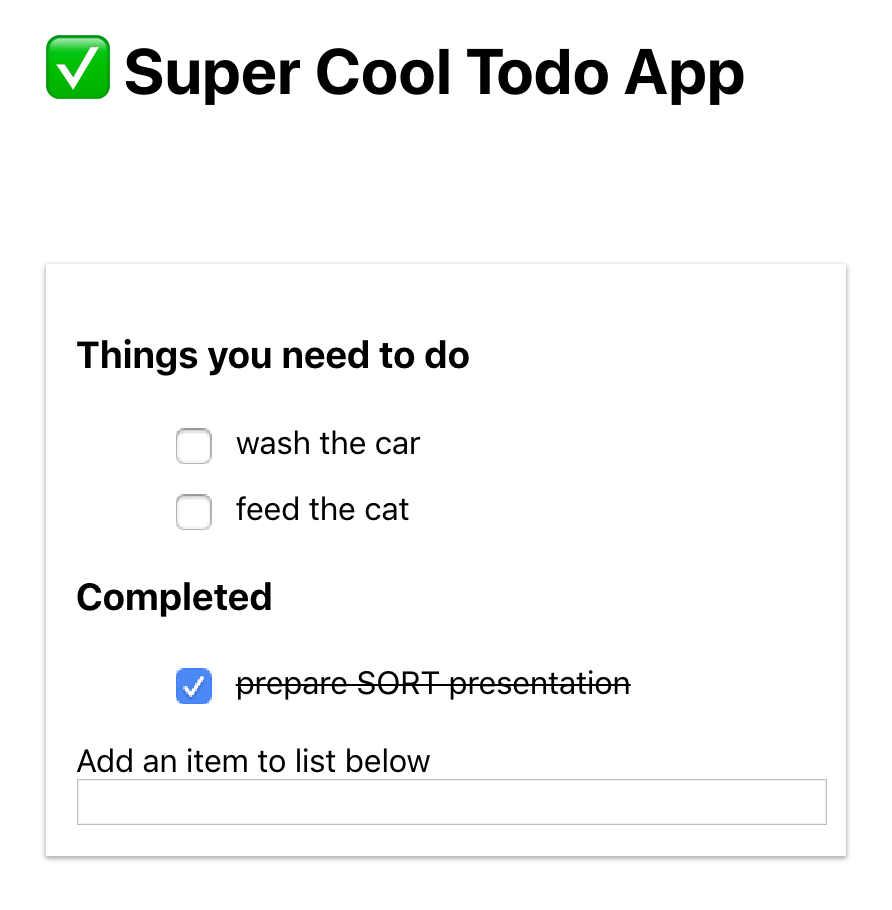 ✅ Super Cool Todo App
Things you need to do
wash the car
feed the cat
Completed
prepare SORT presentation
Add an item to list below